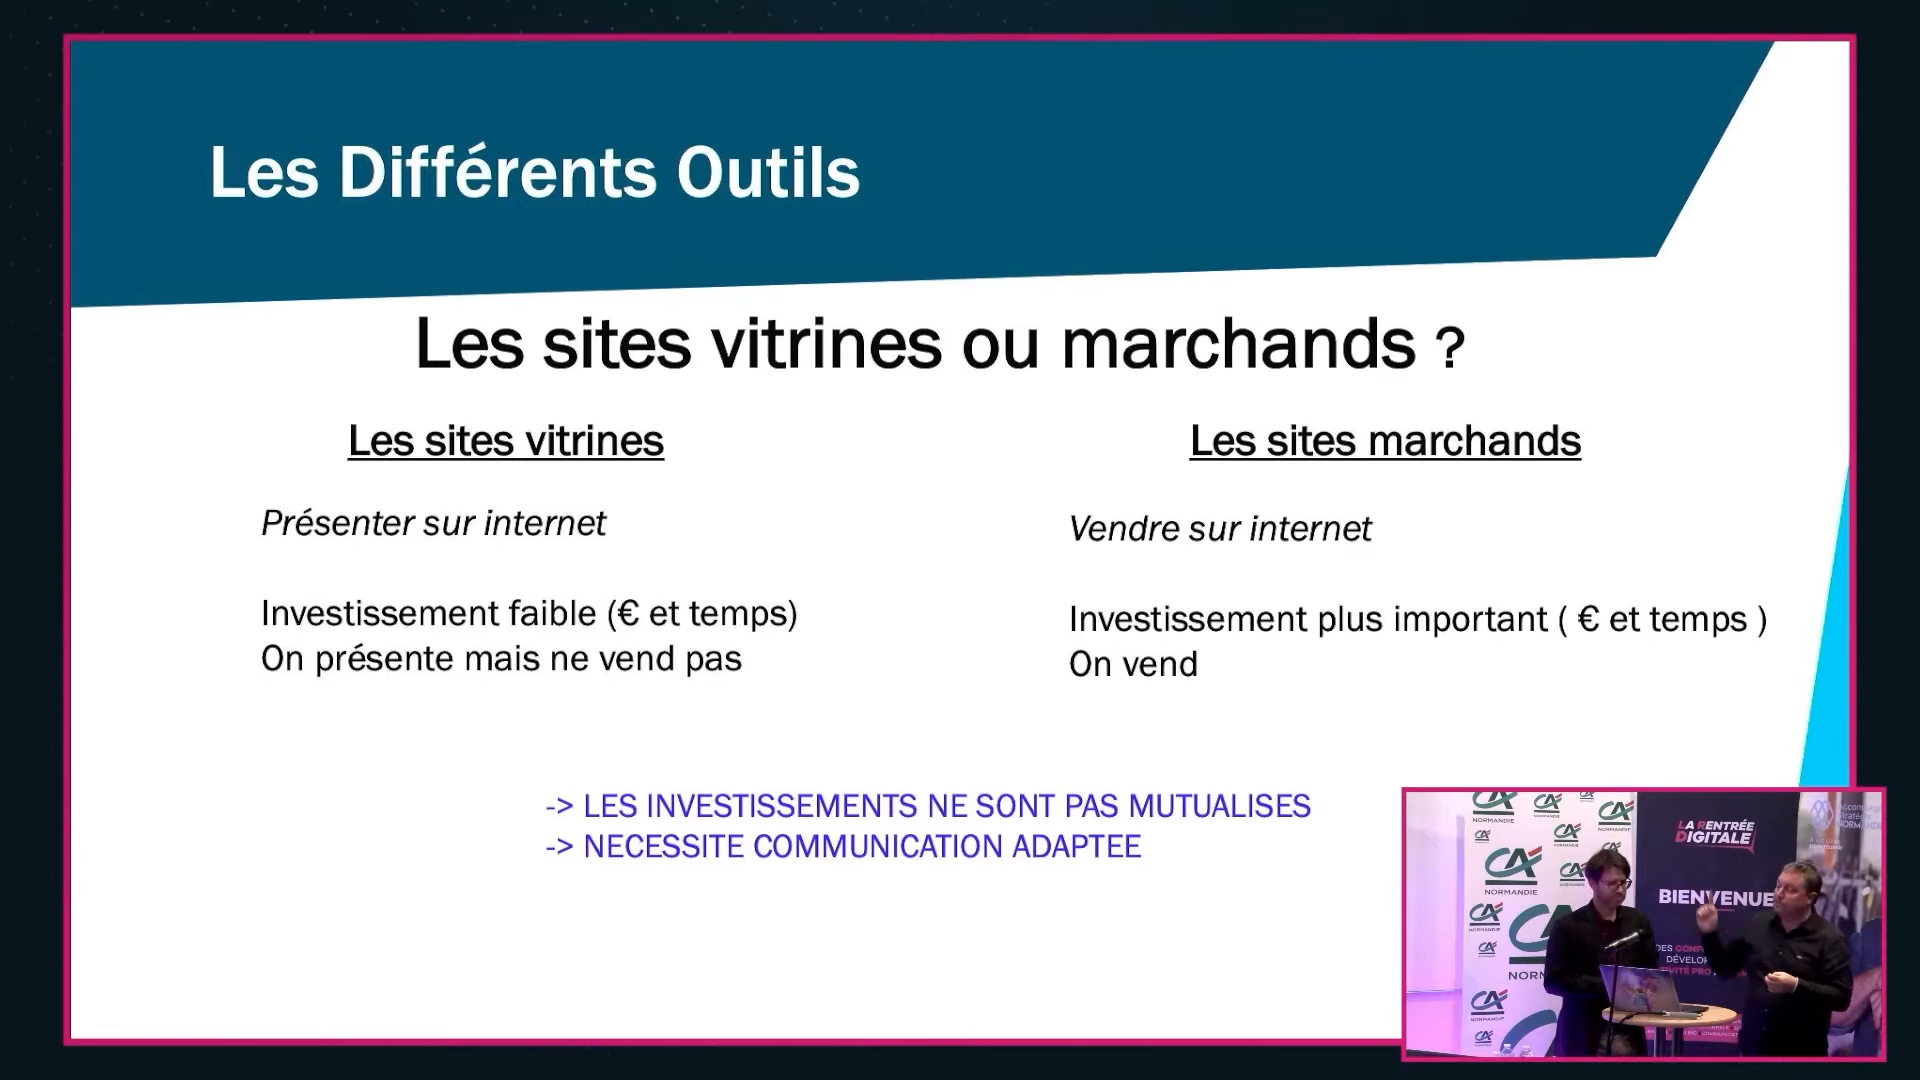 Les Différents Outils
Les sites vitrines ou marchands ?
Les sites vitrines
Présenter sur internet
Investissement faible (€ et temps)
On présente mais ne vend pas
Les sites marchands
Vendre sur internet
Investissement plus important ( € et temps )
On vend
-> LES INVESTISSEMENTS NE SONT PAS MUTUALISES
-> NECESSITE COMMUNICATION ADAPTEE
CA
NORMANDIE
LA RENTRÉE
DIGITALE
BIENVENUE